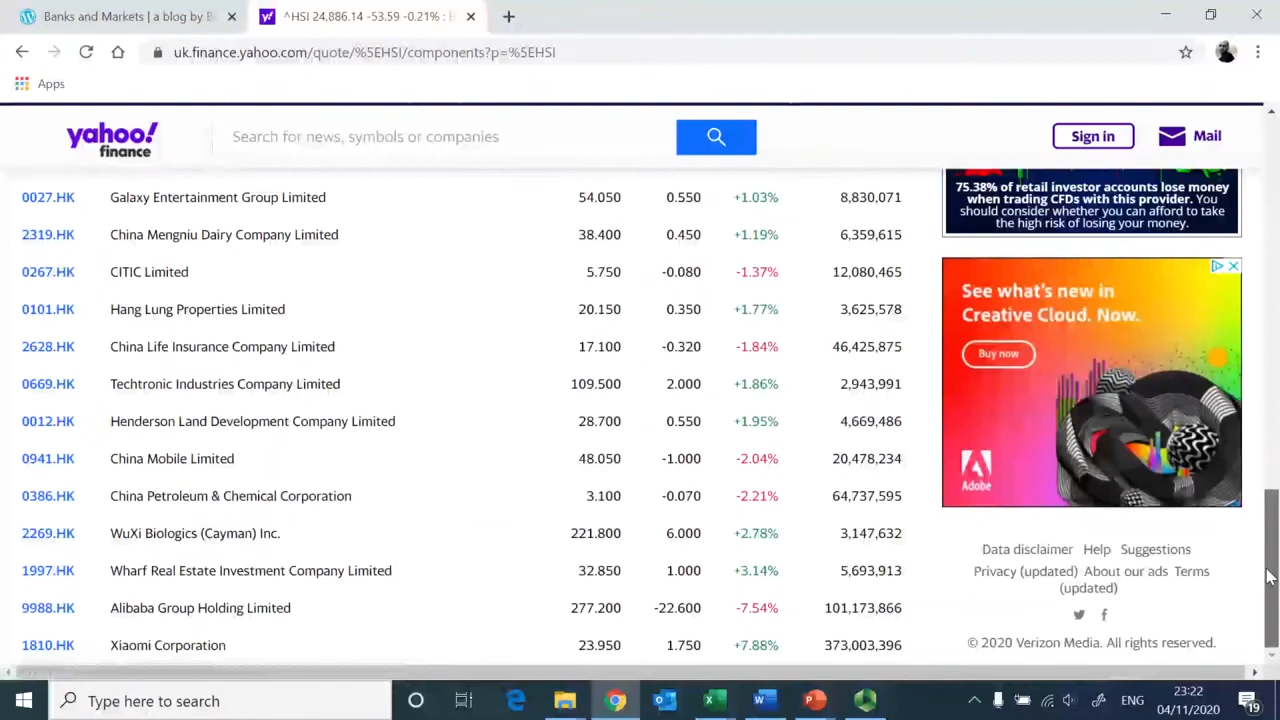 Banks and Markets | a blog by B
^HSI 24,886.14 -53.59 -0.21% :
uk.finance.yahoo.com/quote/%5EHSI/components?p=%5EHSI
Apps
yahoo!
finance
Search for news, symbols or companies
Sign in
Mail
0027.HK Galaxy Entertainment Group Limited 54.050 0.550 +1.03% 8,830,071
2319.HK China Mengniu Dairy Company Limited 38.400 0.450 +1.19% 6,359,615
0267.HK CITIC Limited 5.750 -0.080 -1.37% 12,080,465
0101.HK Hang Lung Properties Limited 20.150 0.350 +1.77% 3,625,578
2628.HK China Life Insurance Company Limited 17.100 -0.320 -1.84% 46,425,875
0669.HK Techtronic Industries Company Limited 109.500 2.000 +1.86% 2,943,991
0012.HK Henderson Land Development Company Limited 28.700 0.550 +1.95% 4,669,486
0941.HK China Mobile Limited 48.050 -1.000 -2.04% 20,478,234
0386.HK China Petroleum & Chemical Corporation 3.100 -0.070 -2.21% 64,737,595
2269.HK WuXi Biologics (Cayman) Inc. 221.800 6.000 +2.78% 3,147,632
1997.HK Wharf Real Estate Investment Company Limited 32.850 1.000 +3.14% 5,693,913
9988.HK Alibaba Group Holding Limited 277.200 -22.600 -7.54% 101,173,866
1810.HK Xiaomi Corporation 23.950 1.750 +7.88% 373,003,396
75.38% of retail investor accounts lose money
when trading CFDs with this provider. You
should consider whether you can afford to take
the high risk of losing your money.
See what's new in
Creative Cloud. Now.
Buy now
Adobe
Data disclaimer Help Suggestions
Privacy (updated) About our ads Terms
(updated)
© 2020 Verizon Media. All rights reserved.
Type here to search
ENG
23:22
04/11/2020
19